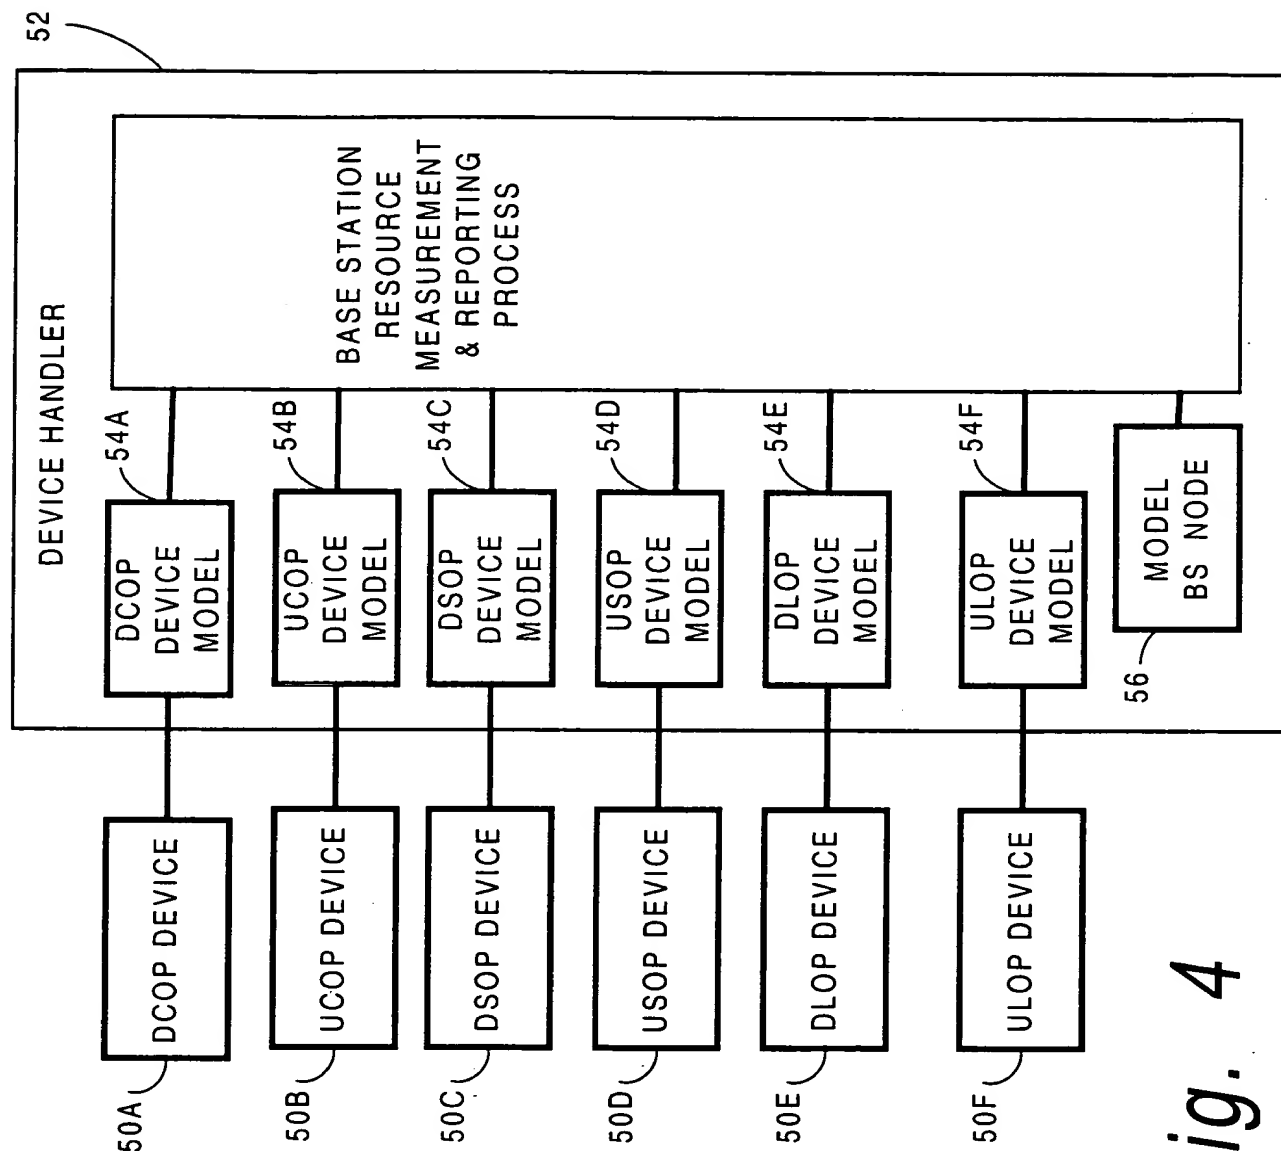 52
DEVICE HANDLER
BASE STATION
RESOURCE
MEASUREMENT
& REPORTING
PROCESS
54A
DCOP
DEVICE
MODEL
54B
UCOP
DEVICE
MODEL
54C
DSOP
DEVICE
MODEL
54D
USOP
DEVICE
MODEL
54E
DLOP
DEVICE
MODEL
54F
ULOP
DEVICE
MODEL
MODEL
BS NODE
56
DCOP DEVICE
50A
UCOP DEVICE
50B
DSOP DEVICE
50C
USOP DEVICE
50D
DLOP DEVICE
50E
ULOP DEVICE
50F
ig. 4